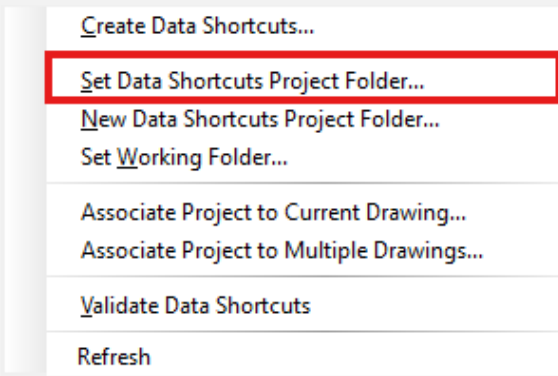 Create Data Shortcuts...
Set Data Shortcuts Project Folder...
New Data Shortcuts Project Folder...
Set Working Folder...
Associate Project to Current Drawing...
Associate Project to Multiple Drawings...
Validate Data Shortcuts
Refresh